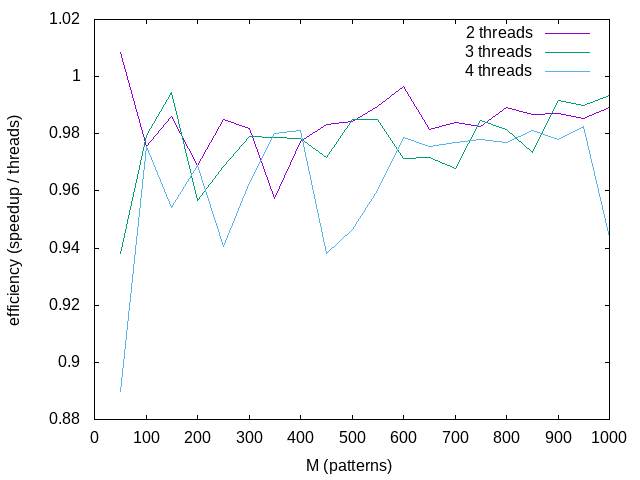 1.02
1
0.98
0.96
0.94
0.92
0.9
0.88
efficiency (speedup / threads)
2 threads
3 threads
4 threads
0 100 200 300 400 500 600 700 800 900 1000
M (patterns)